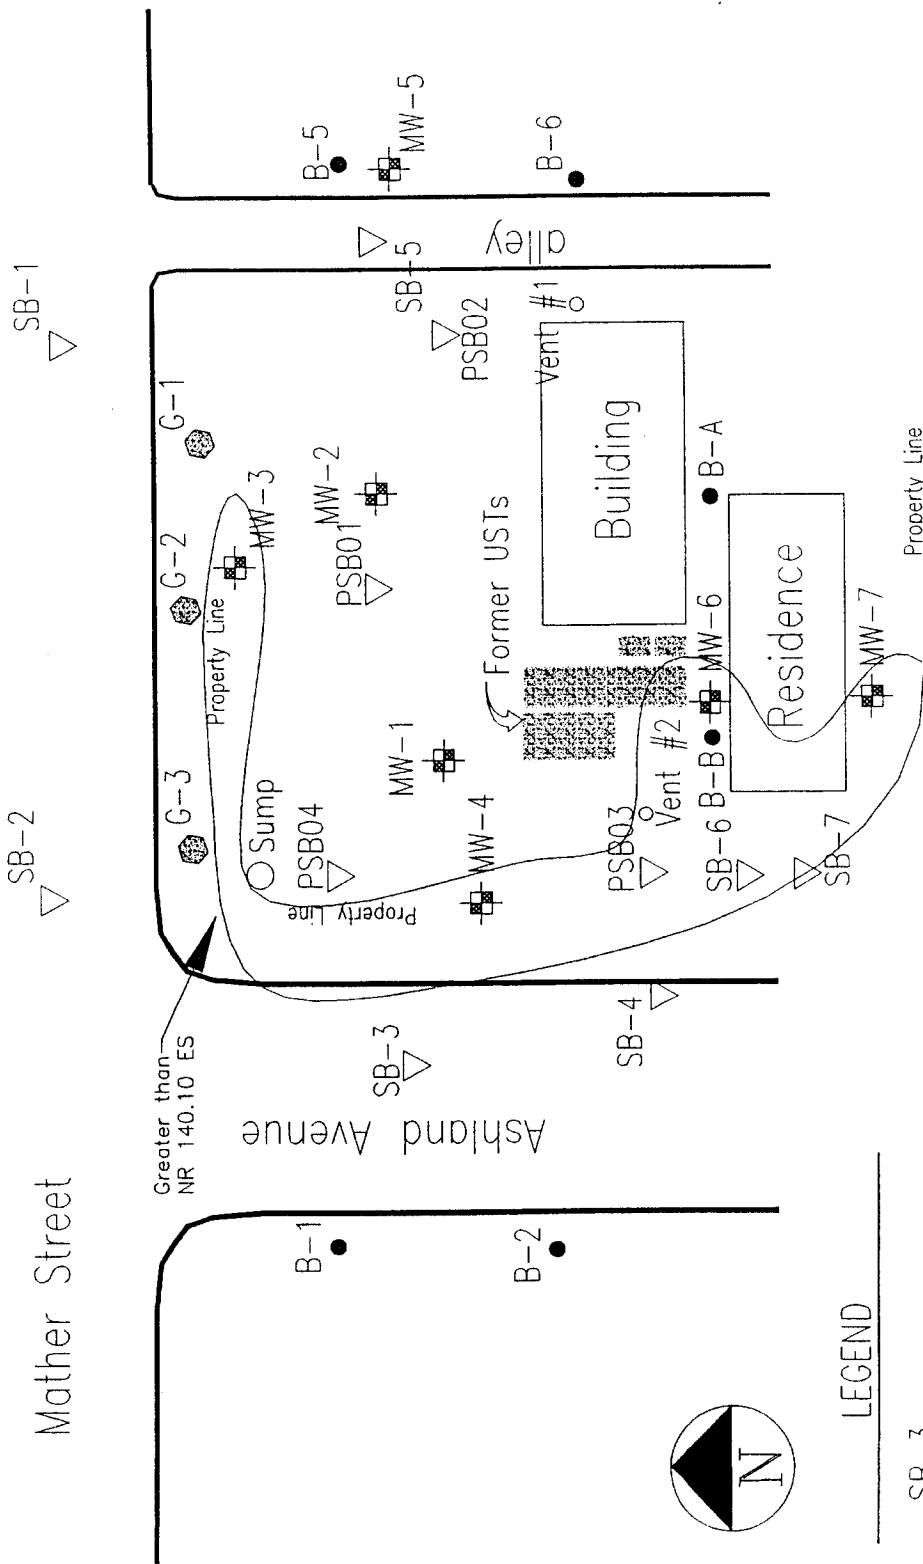 Mather Street
SB-2
SB-1
Greater than
NR 140.10 ES
G-3
G-2
G-1
Property Line
MW-3
Sump
PSB04
Property Line
MW-1
MW-4
PSB01
MW-2
Former USTs
SB-5
PSB02
alley
B-5
MW-5
B-6
Vent #1
Building
B-A
Residence
MW-6
Vent #2
B-B
PSB03
SB-6
SB-7
MW-7
Property Line
SB-3
SB-4
Ashland Avenue
B-1
B-2
N
LEGEND
SB-3